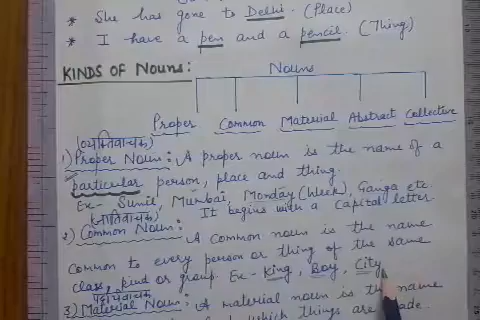 * She has gone to Delhi. (Place)
* I have a pen and a pencil. (Thing)
KINDS OF Nouns:
Nouns
Proper Common Material Abstract Collective
(व्यक्तिवाचक)
1) Proper Noun: A proper noun is the name of a
particular person, place and thing.
Ex- Sunil, Mumbai, Monday (Week), Ganga etc.
It begins with a capital letter.
(जातिवाचक)
2) Common Noun: A common noun is the name
common to every person or thing of the same
class, kind or group. Ex- King, Boy, City
3) Material Noun: A material noun is the name
which things are made.